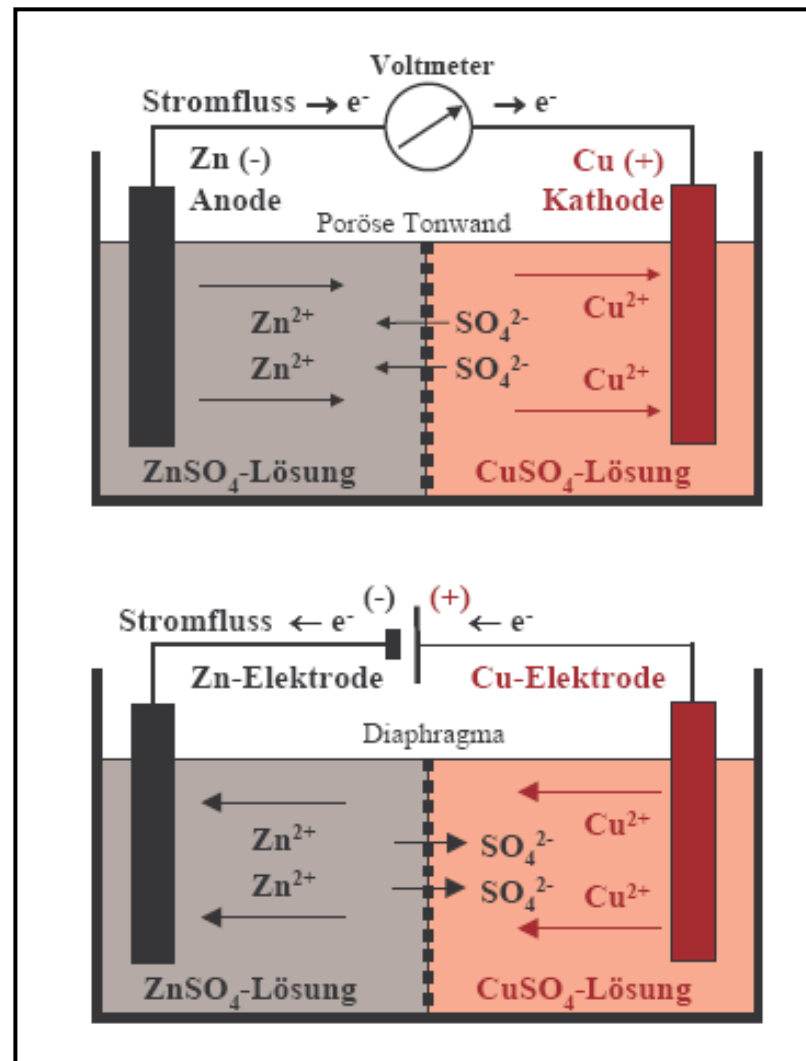 Voltmeter
Stromfluss → e⁻ → e⁻
Zn (-) Cu (+)
Anode Kathode
Poröse Tonwand
Zn²⁺ SO₄²⁻ Cu²⁺
Zn²⁺ SO₄²⁻ Cu²⁺
ZnSO₄-Lösung CuSO₄-Lösung
(-) (+)
Stromfluss ← e⁻ ← e⁻
Zn-Elektrode Cu-Elektrode
Diaphragma
Zn²⁺ SO₄²⁻ Cu²⁺
Zn²⁺ SO₄²⁻ Cu²⁺
ZnSO₄-Lösung CuSO₄-Lösung